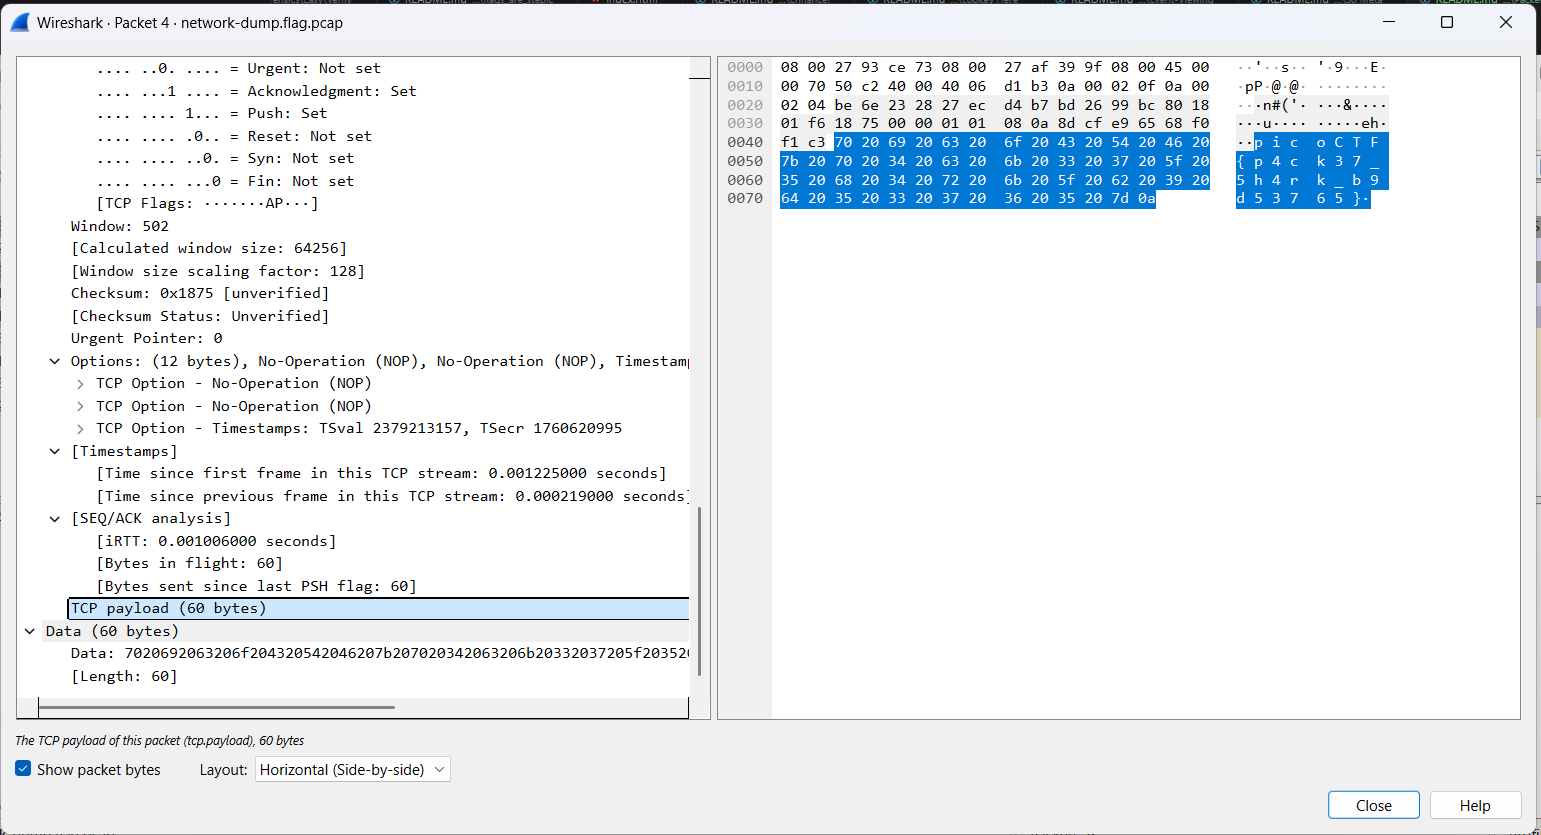 Wireshark · Packet 4 · network-dump.flag.pcap
.... ..0. .... = Urgent: Not set
.... ...1 .... = Acknowledgment: Set
.... 1... = Push: Set
.... .0.. = Reset: Not set
.... .... ..0. = Syn: Not set
.... .... ...0 = Fin: Not set
[TCP Flags: ·······AP···]
Window: 502
[Calculated window size: 64256]
[Window size scaling factor: 128]
Checksum: 0x1875 [unverified]
[Checksum Status: Unverified]
Urgent Pointer: 0
Options: (12 bytes), No-Operation (NOP), No-Operation (NOP), Timestam
TCP Option - No-Operation (NOP)
TCP Option - No-Operation (NOP)
TCP Option - Timestamps: TSval 2379213157, TSecr 1760620995
[Timestamps]
[Time since first frame in this TCP stream: 0.001225000 seconds]
[Time since previous frame in this TCP stream: 0.000219000 seconds]
[SEQ/ACK analysis]
[iRTT: 0.001006000 seconds]
[Bytes in flight: 60]
[Bytes sent since last PSH flag: 60]
TCP payload (60 bytes)
Data (60 bytes)
Data: 7020692063206f204320542046207b207020342063206b20332037205f203520
[Length: 60]
0000 08 00 27 93 ce 73 08 00 27 af 39 9f 08 00 45 00 ··'··s·· '·9···E·
0010 00 70 50 c2 40 00 40 06 d1 b3 0a 00 02 0f 0a 00 ·pP·@·@· ········
0020 02 04 be 6e 23 28 27 ec d4 b7 bd 26 99 bc 80 18 ···n#('· ···&····
0030 01 f6 18 75 00 00 01 01 08 0a 8d cf e9 65 68 f0 ···u···· ·····eh·
0040 f1 c3 70 20 69 20 63 20 6f 20 43 20 54 20 46 20 ··p i c o C T F
0050 7b 20 70 20 34 20 63 20 6b 20 33 20 37 20 5f 20 { p 4 c k 3 7 _
0060 35 20 68 20 34 20 72 20 6b 20 5f 20 62 20 39 20 5 h 4 r k _ b 9
0070 64 20 35 20 33 20 37 20 36 20 35 20 7d 0a d 5 3 7 6 5 }·
The TCP payload of this packet (tcp.payload), 60 bytes
Show packet bytes
Layout: Horizontal (Side-by-side)
Close
Help